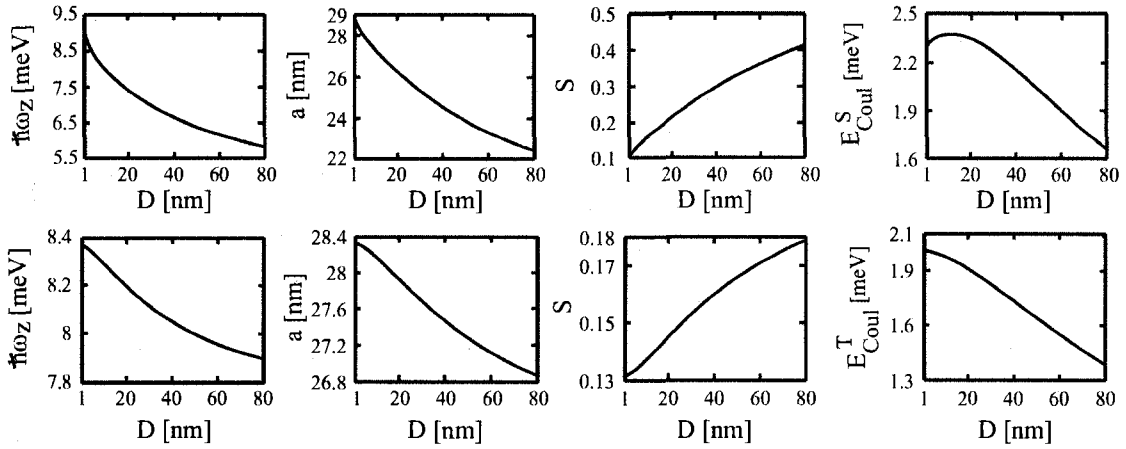 ħωz [meV]
9.5
8.5
7.5
6.5
5.5
1 20 40 60 80
D [nm]
a [nm]
29
28
26
24
22
1 20 40 60 80
D [nm]
S
0.5
0.4
0.3
0.2
0.1
1 20 40 60 80
D [nm]
E^S_Coul [meV]
2.5
2.2
1.9
1.6
1 20 40 60 80
D [nm]
ħωz [meV]
8.4
8.2
8
7.8
1 20 40 60 80
D [nm]
a [nm]
28.4
28
27.6
27.2
26.8
1 20 40 60 80
D [nm]
S
0.18
0.17
0.15
0.13
1 20 40 60 80
D [nm]
E^T_Coul [meV]
2.1
1.9
1.6
1.3
1 20 40 60 80
D [nm]